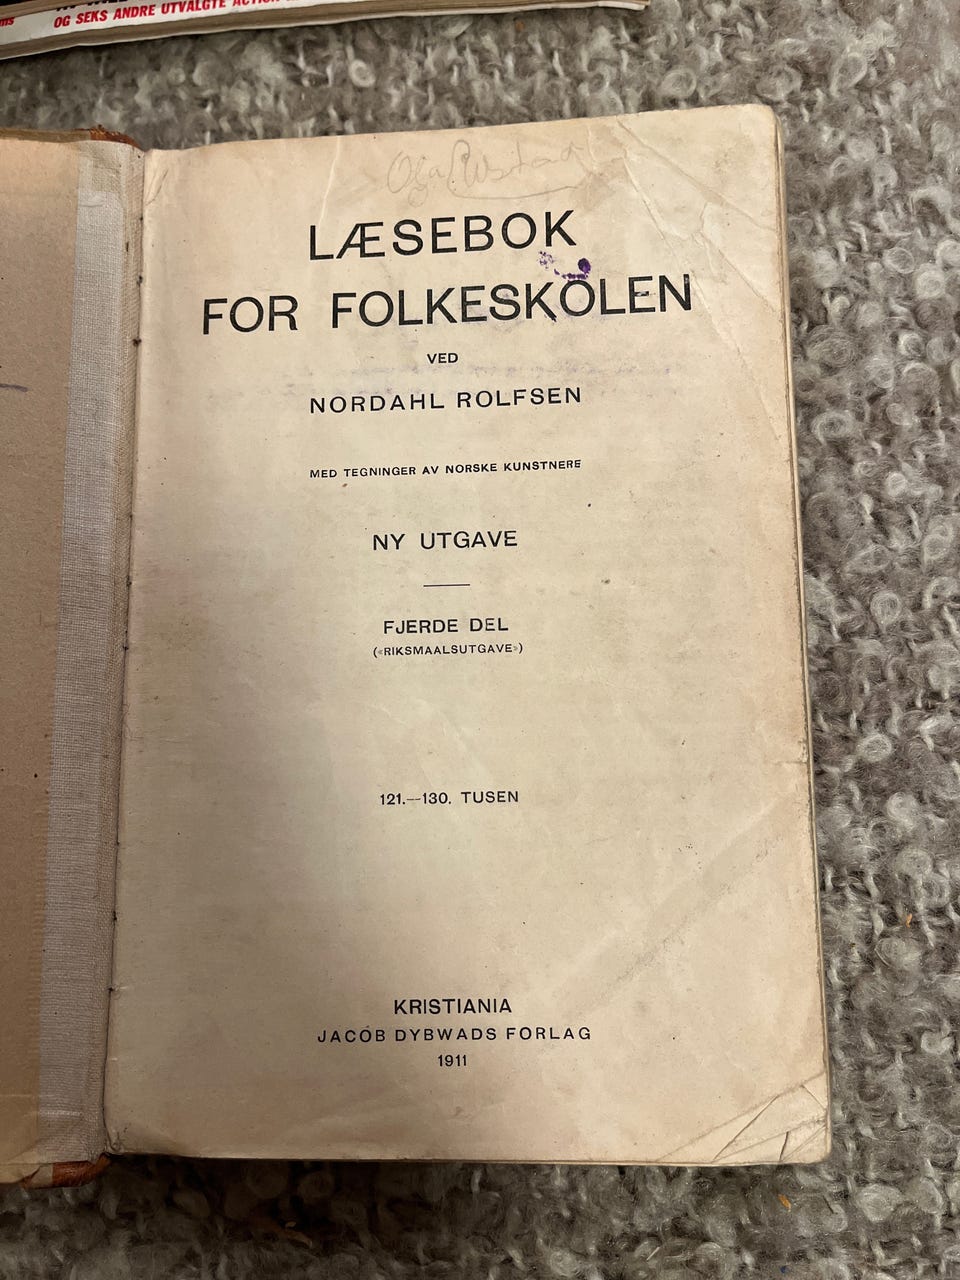 OG SEKS ANDRE UTVALGTE ACTION
LÆSEBOK
FOR FOLKESKOLEN
VED
NORDAHL ROLFSEN
MED TEGNINGER AV NORSKE KUNSTNERE
NY UTGAVE
FJERDE DEL
(«RIKSMAALSUTGAVE»)
121.—130. TUSEN
KRISTIANIA
JACOB DYBWADS FORLAG
1911